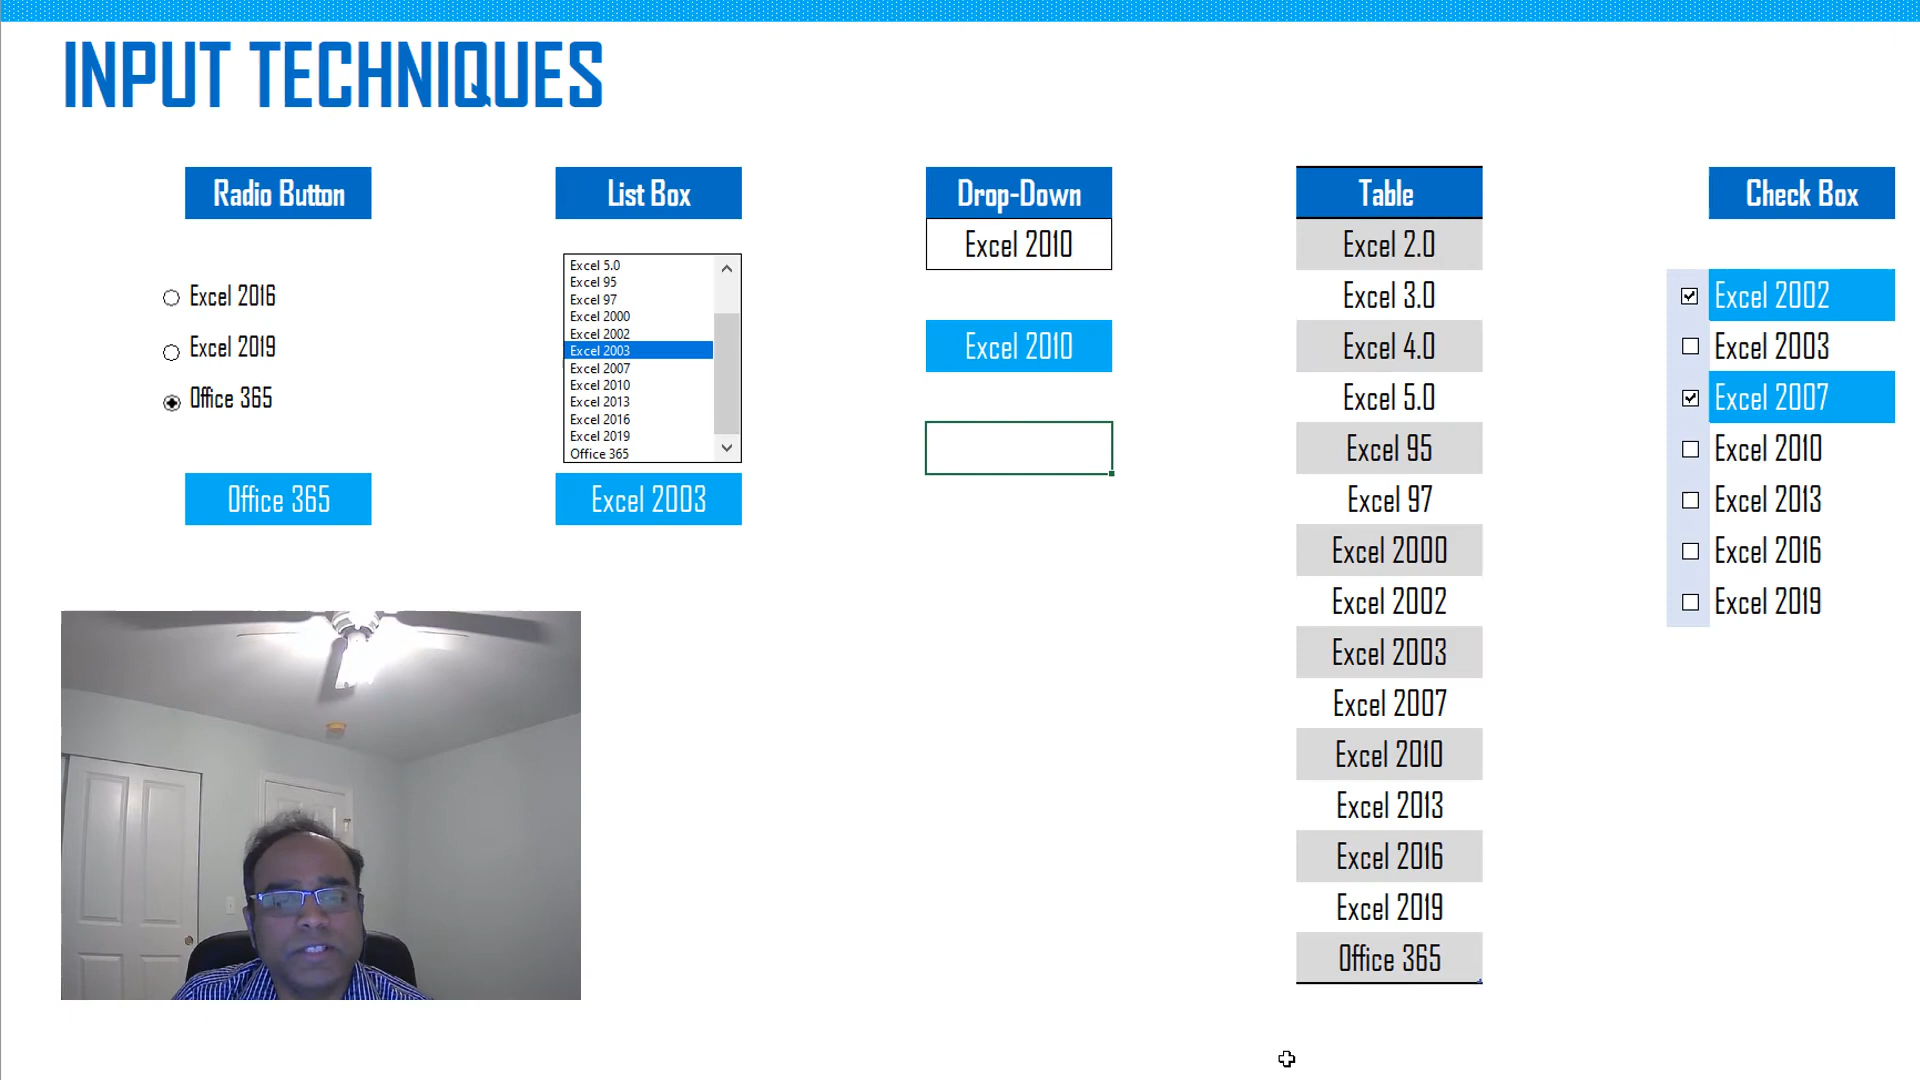 INPUT TECHNIQUES
Radio Button
Excel 2016
Excel 2019
Office 365
Office 365
List Box
Excel 5.0
Excel 95
Excel 97
Excel 2000
Excel 2002
Excel 2003
Excel 2007
Excel 2010
Excel 2013
Excel 2016
Excel 2019
Office 365
Excel 2003
Drop-Down
Excel 2010
Excel 2010
Table
Excel 2.0
Excel 3.0
Excel 4.0
Excel 5.0
Excel 95
Excel 97
Excel 2000
Excel 2002
Excel 2003
Excel 2007
Excel 2010
Excel 2013
Excel 2016
Excel 2019
Office 365
Check Box
Excel 2002
Excel 2003
Excel 2007
Excel 2010
Excel 2013
Excel 2016
Excel 2019